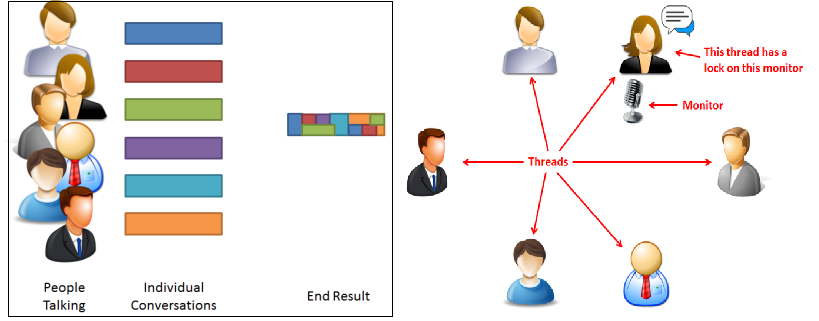 People
Talking
Individual
Conversations
End Result
This thread has a
lock on this monitor
Monitor
Threads